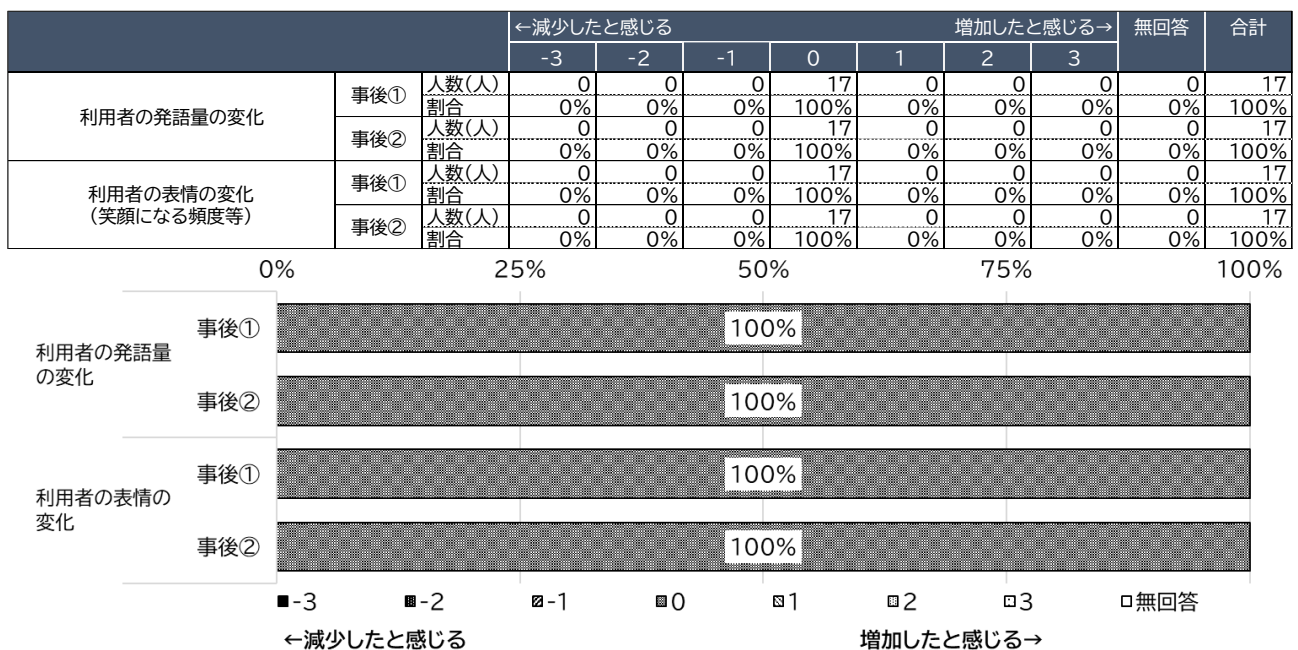 ←減少したと感じる 増加したと感じる→ 無回答 合計
-3 -2 -1 0 1 2 3
利用者の発語量の変化 事後① 人数(人) 0 0 0 17 0 0 0 0 17
割合 0% 0% 0% 100% 0% 0% 0% 0% 100%
事後② 人数(人) 0 0 0 17 0 0 0 0 17
割合 0% 0% 0% 100% 0% 0% 0% 0% 100%
利用者の表情の変化
(笑顔になる頻度等) 事後① 人数(人) 0 0 0 17 0 0 0 0 17
割合 0% 0% 0% 100% 0% 0% 0% 0% 100%
事後② 人数(人) 0 0 0 17 0 0 0 0 17
割合 0% 0% 0% 100% 0% 0% 0% 0% 100%
0% 25% 50% 75% 100%
利用者の発語量
の変化
事後① 100%
事後② 100%
利用者の表情の
変化
事後① 100%
事後② 100%
-3 -2 -1 0 1 2 3 無回答
←減少したと感じる 増加したと感じる→